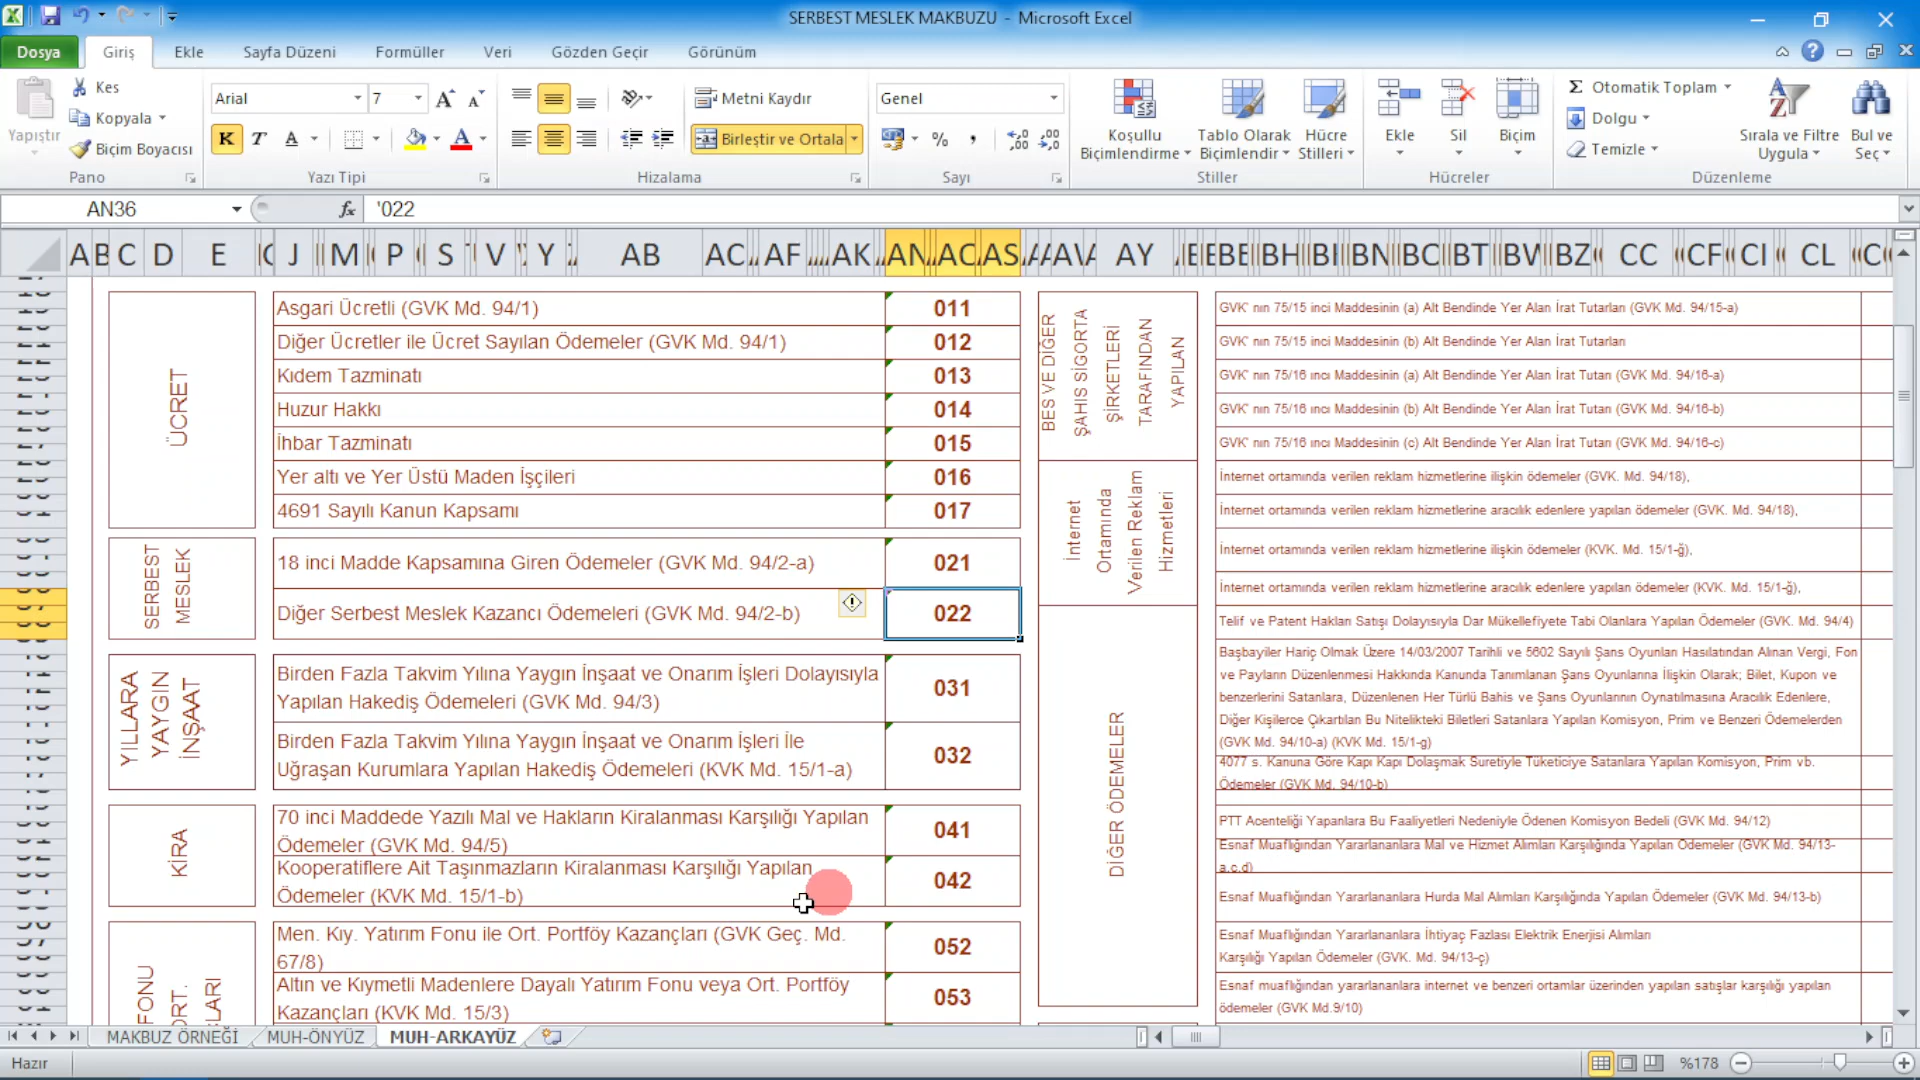 SERBEST MESLEK MAKBUZU - Microsoft Excel
Dosya Giriş Ekle Sayfa Düzeni Formüller Veri Gözden Geçir Görünüm
Yapıştır
Kes
Kopyala
Biçim Boyacısı
Pano
Arial 7
K T A
Yazı Tipi
Metni Kaydır
Birleştir ve Ortala
Hizalama
Genel
Sayı
Koşullu Biçimlendirme
Tablo Olarak Biçimlendir
Hücre Stilleri
Stiller
Ekle Sil Biçim
Hücreler
Otomatik Toplam
Dolgu
Temizle
Sırala ve Filtre Uygula
Bul ve Seç
Düzenleme
AN36 fx '022
ÜCRET
Asgari Ücretli (GVK Md. 94/1) 011
Diğer Ücretler ile Ücret Sayılan Ödemeler (GVK Md. 94/1) 012
Kıdem Tazminatı 013
Huzur Hakkı 014
İhbar Tazminatı 015
Yer altı ve Yer Üstü Maden İşçileri 016
4691 Sayılı Kanun Kapsamı 017
SERBEST
MESLEK
18 inci Madde Kapsamına Giren Ödemeler (GVK Md. 94/2-a) 021
Diğer Serbest Meslek Kazancı Ödemeleri (GVK Md. 94/2-b) 022
YILLARA
YAYGIN
İNŞAAT
Birden Fazla Takvim Yılına Yaygın İnşaat ve Onarım İşleri Dolayısıyla
Yapılan Hakediş Ödemeleri (GVK Md. 94/3) 031
Birden Fazla Takvim Yılına Yaygın İnşaat ve Onarım İşleri İle
Uğraşan Kurumlara Yapılan Hakediş Ödemeleri (KVK Md. 15/1-a) 032
KİRA
70 inci Maddede Yazılı Mal ve Hakların Kiralanması Karşılığı Yapılan
Ödemeler (GVK Md. 94/5) 041
Kooperatiflere Ait Taşınmazların Kiralanması Karşılığı Yapılan
Ödemeler (KVK Md. 15/1-b) 042
FONU
ORT.
Men. Kıy. Yatırım Fonu ile Ort. Portföy Kazançları (GVK Geç. Md.
67/8) 052
Altın ve Kıymetli Madenlere Dayalı Yatırım Fonu veya Ort. Portföy
Kazançları (KVK Md. 15/3) 053
BES VE DİĞER
ŞAHIS SİGORTA
ŞİRKETLERİ
TARAFINDAN
YAPILAN
GVK' nın 75/15 inci Maddesinin (a) Alt Bendinde Yer Alan İrat Tutarları (GVK Md. 94/15-a)
GVK' nın 75/15 inci Maddesinin (b) Alt Bendinde Yer Alan İrat Tutarları
GVK' nın 75/16 ıncı Maddesinin (a) Alt Bendinde Yer Alan İrat Tutarı (GVK Md. 94/16-a)
GVK' nın 75/16 ıncı Maddesinin (b) Alt Bendinde Yer Alan İrat Tutarı (GVK Md. 94/16-b)
GVK' nın 75/16 ıncı Maddesinin (c) Alt Bendinde Yer Alan İrat Tutarı (GVK Md. 94/16-c)
İnternet
Ortamında
Verilen Reklam
Hizmetleri
İnternet ortamında verilen reklam hizmetlerine ilişkin ödemeler (GVK. Md. 94/18),
İnternet ortamında verilen reklam hizmetlerine aracılık edenlere yapılan ödemeler (GVK. Md. 94/18),
İnternet ortamında verilen reklam hizmetlerine ilişkin ödemeler (KVK. Md. 15/1-ğ),
İnternet ortamında verilen reklam hizmetlerine aracılık edenlere yapılan ödemeler (KVK. Md. 15/1-ğ),
DİĞER ÖDEMELER
Telif ve Patent Hakları Satışı Dolayısıyla Dar Mükellefiyete Tabi Olanlara Yapılan Ödemeler (GVK Md. 94/4)
Başbayiler Hariç Olmak Üzere 14/03/2007 Tarihli ve 5602 Sayılı Şans Oyunları Hasılatından Alınan Vergi, Fon
ve Payların Düzenlenmesi Hakkında Kanunda Tanımlanan Şans Oyunlarına İlişkin Olarak; Bilet, Kupon ve
benzerlerini Satanlara, Düzenlenen Her Türlü Bahis ve Şans Oyunlarının Oynatılmasına Aracılık Edenlere,
Diğer Kişilerce Çıkartılan Bu Nitelikteki Biletleri Satanlara Yapılan Komisyon, Prim ve Benzeri Ödemelerden
(GVK Md. 94/10-a) (KVK Md. 15/1-g)
4077 s. Kanuna Göre Kapı Kapı Dolaşmak Suretiyle Tüketiciye Satanlara Yapılan Komisyon, Prim vb.
Ödemeler (GVK Md. 94/10-b)
PTT Acenteliği Yapanlara Bu Faaliyetleri Nedeniyle Ödenen Komisyon Bedeli (GVK Md. 94/12)
Esnaf Muaflığından Yararlananlara Mal ve Hizmet Alımları Karşılığında Yapılan Ödemeler (GVK Md. 94/13-
a,c,d)
Esnaf Muaflığından Yararlananlara Hurda Mal Alımları Karşılığında Yapılan Ödemeler (GVK Md. 94/13-b)
Esnaf Muaflığından Yararlananlara İhtiyaç Fazlası Elektrik Enerjisi Alımları
Karşılığı Yapılan Ödemeler (GVK. Md. 94/13-ç)
Esnaf muaflığından yararlananlara internet ve benzeri ortamlar üzerinden yapılan satışlar karşılığı yapılan
ödemeler (GVK Md.9/10)
MAKBUZ ÖRNEĞİ MUH-ÖNYÜZ MUH-ARKAYÜZ
Hazır %178